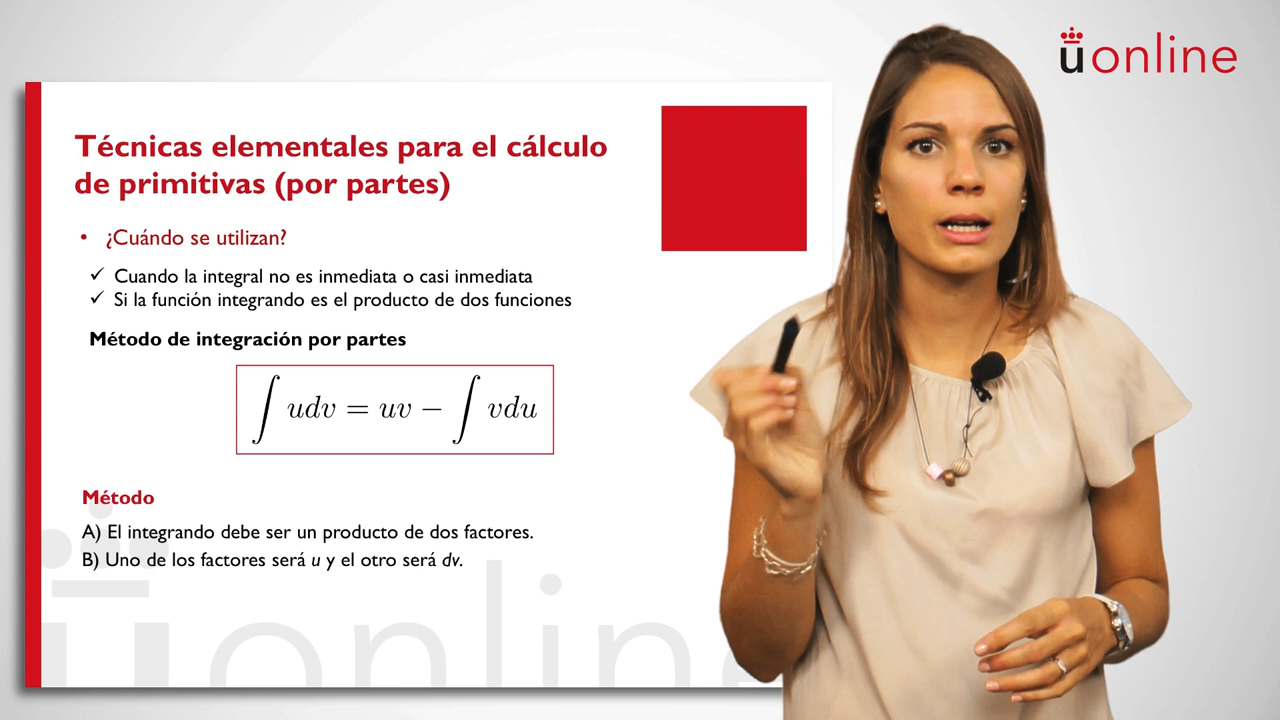 üonline
Técnicas elementales para el cálculo
de primitivas (por partes)
• ¿Cuándo se utilizan?
✓ Cuando la integral no es inmediata o casi inmediata
✓ Si la función integrando es el producto de dos funciones
Método de integración por partes
∫ udv = uv − ∫ vdu
Método
A) El integrando debe ser un producto de dos factores.
B) Uno de los factores será u y el otro será dv.
üonline